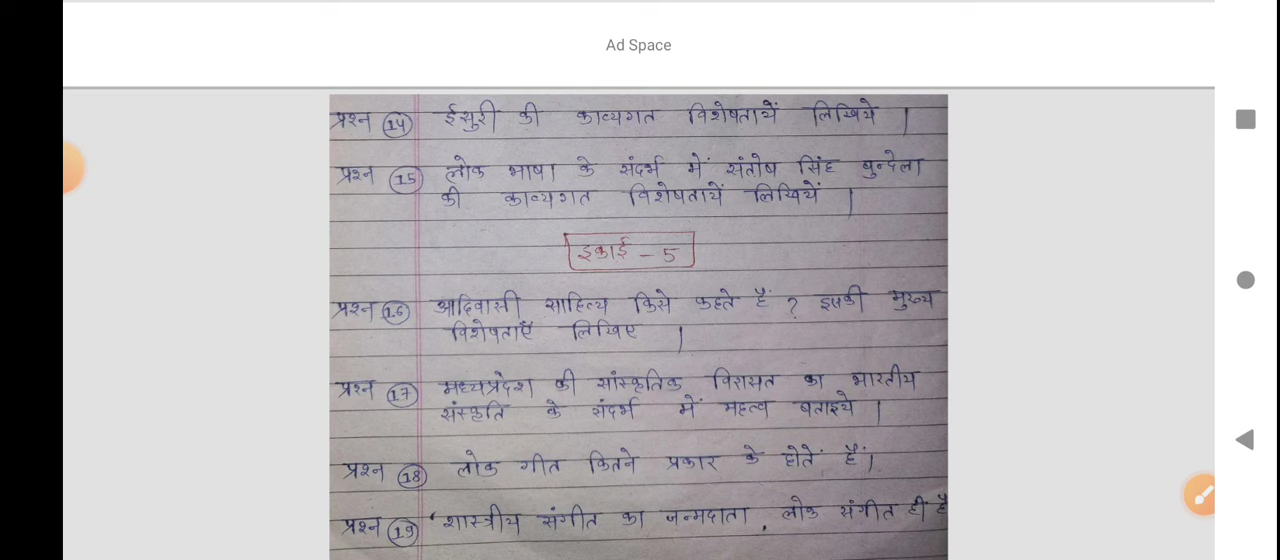 Ad Space
प्रश्न 14 ईसुरी की काव्यगत विशेषतायें लिखिये |
प्रश्न 15 लोक भाषा के संदर्भ में संतोष सिंह बुन्देला
की काव्यगत विशेषतायें लिखियें |
इकाई - 5
प्रश्न 16 आदिवासी साहित्य किसे कहते हैं ? इसकी मुख्य
विशेषताएँ लिखिए |
प्रश्न 17 मध्यप्रदेश की सांस्कृतिक विरासत का भारतीय
संस्कृति के संदर्भ में महत्व बताइये |
प्रश्न 18 लोक गीत कितने प्रकार के होतें हैं|
प्रश्न 19 ' शास्त्रीय संगीत का जन्मदाता , लोक संगीत ही है